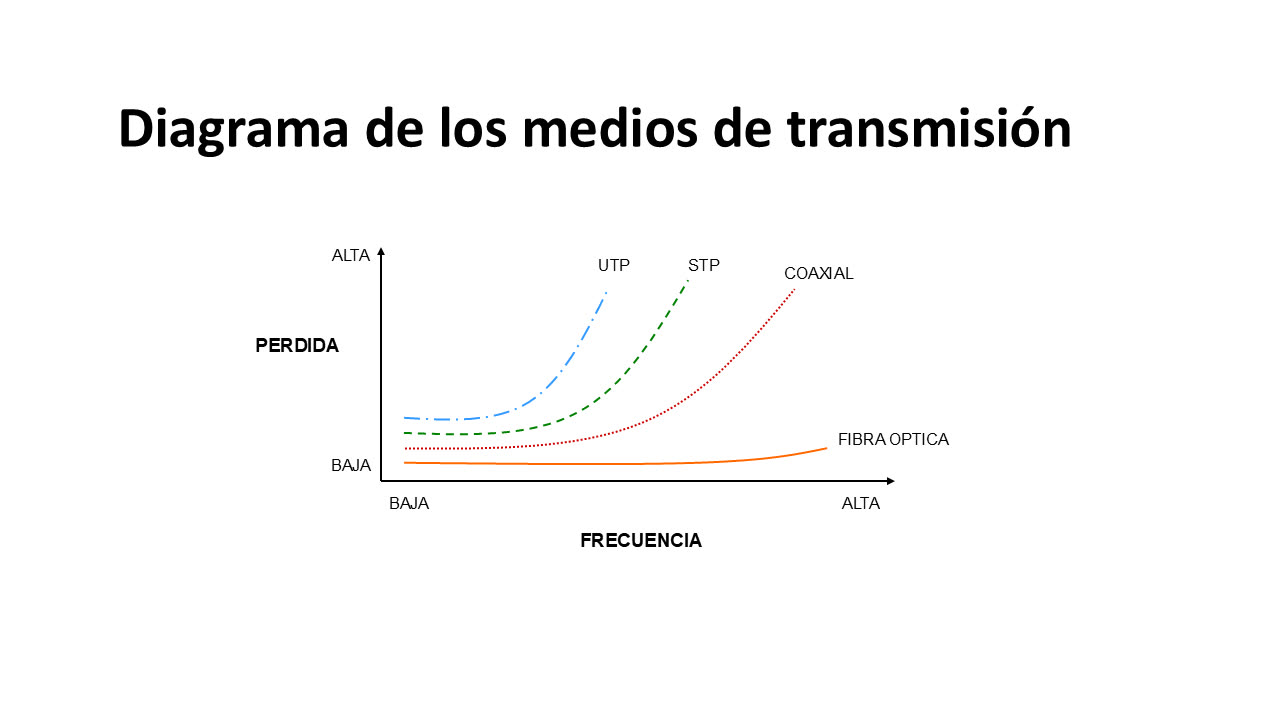 Diagrama de los medios de transmisión
ALTA
UTP
STP
COAXIAL
PERDIDA
FIBRA OPTICA
BAJA
BAJA
ALTA
FRECUENCIA